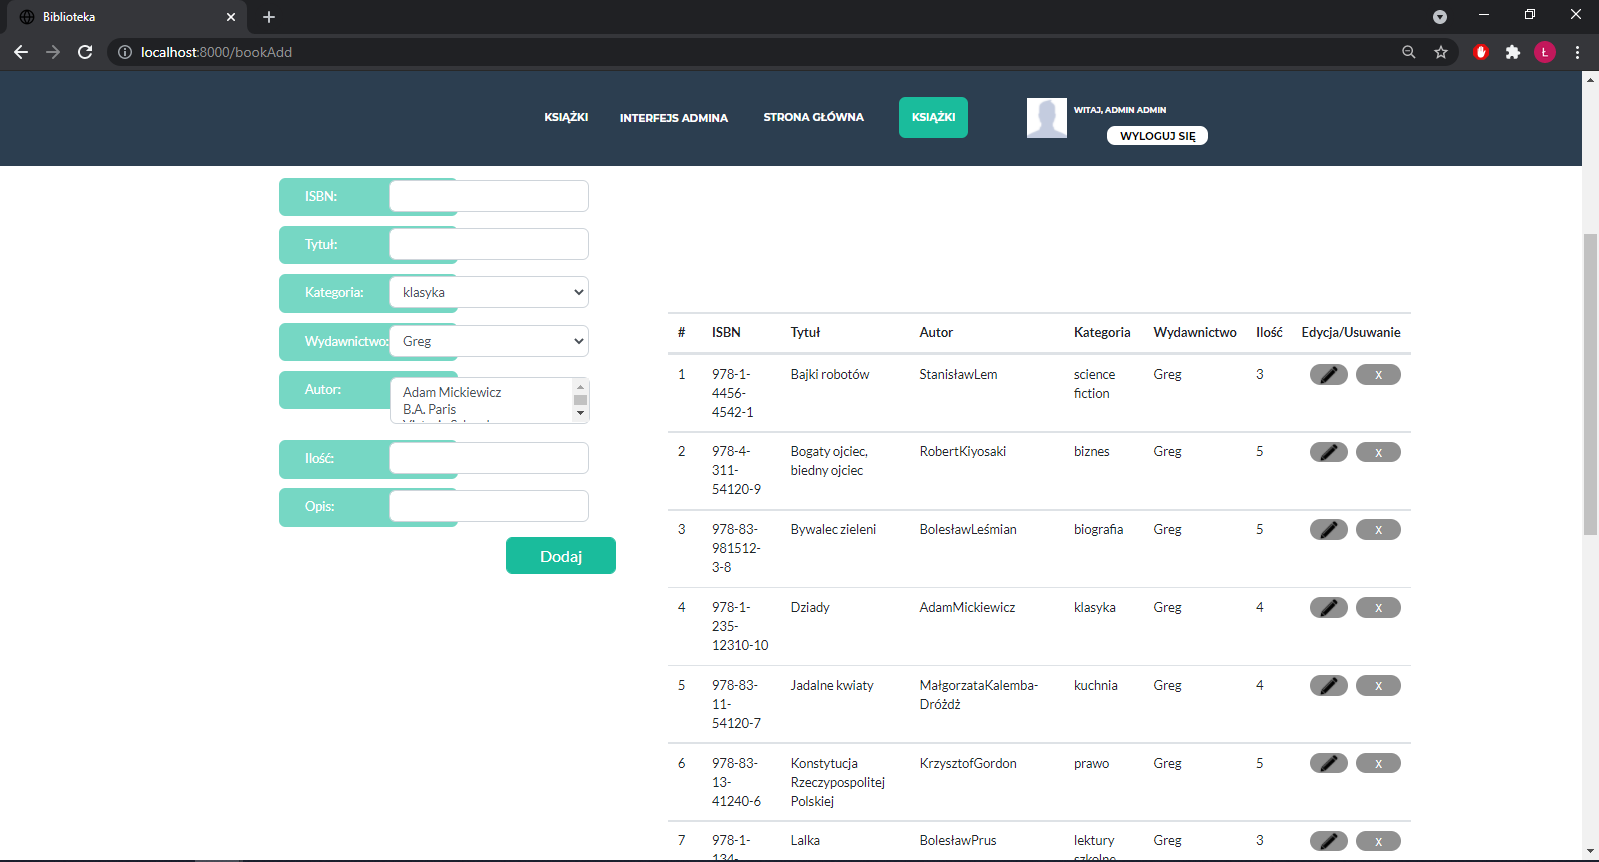 Biblioteka
localhost:8000/bookAdd
Ł
KSIĄŻKI INTERFEJS ADMINA STRONA GŁÓWNA KSIĄŻKI
WITAJ, ADMIN ADMIN
WYLOGUJ SIĘ
ISBN:
Tytuł:
Kategoria: klasyka
Wydawnictwo: Greg
Autor: Adam Mickiewicz
B.A. Paris
Ilość:
Opis:
Dodaj
# ISBN Tytuł Autor Kategoria Wydawnictwo Ilość Edycja/Usuwanie
1 978-1- Bajki robotów StanisławLem science Greg 3 X
4456- fiction
4542-1
2 978-4- Bogaty ojciec, RobertKiyosaki biznes Greg 5 X
311- biedny ojciec
54120-9
3 978-83- Bywalec zieleni BolesławLeśmian biografia Greg 5 X
981512-
3-8
4 978-1- Dziady AdamMickiewicz klasyka Greg 4 X
235-
12310-10
5 978-83- Jadalne kwiaty MałgorzataKalemba- kuchnia Greg 4 X
11- Dróżdż
54120-7
6 978-83- Konstytucja KrzysztofGordon prawo Greg 5 X
13- Rzeczypospolitej
41240-6 Polskiej
7 978-1- Lalka BolesławPrus lektury Greg 3 X
134- szkolne